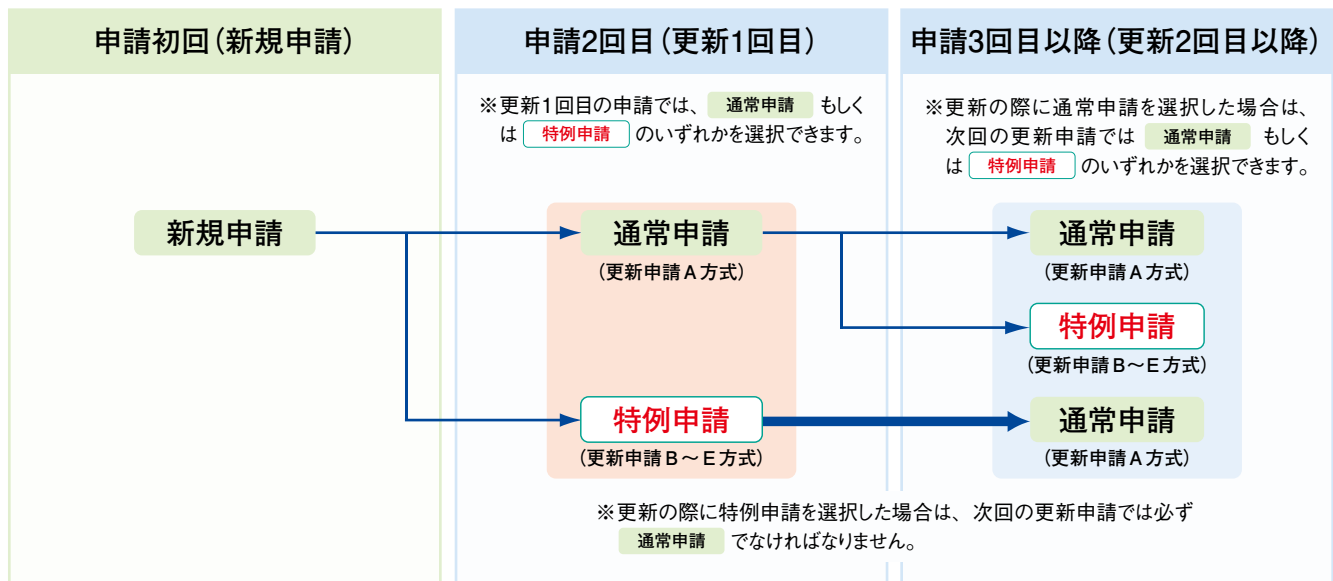 申請初回(新規申請)
新規申請
申請2回目(更新1回目)
※更新1回目の申請では、 通常申請 もしく
は 特例申請 のいずれかを選択できます。
通常申請
(更新申請A方式)
特例申請
(更新申請B〜E方式)
申請3回目以降(更新2回目以降)
※更新の際に通常申請を選択した場合は、
次回の更新申請では 通常申請 もしく
は 特例申請 のいずれかを選択できます。
通常申請
(更新申請A方式)
特例申請
(更新申請B〜E方式)
通常申請
(更新申請A方式)
※更新の際に特例申請を選択した場合は、次回の更新申請では必ず
通常申請 でなければなりません。